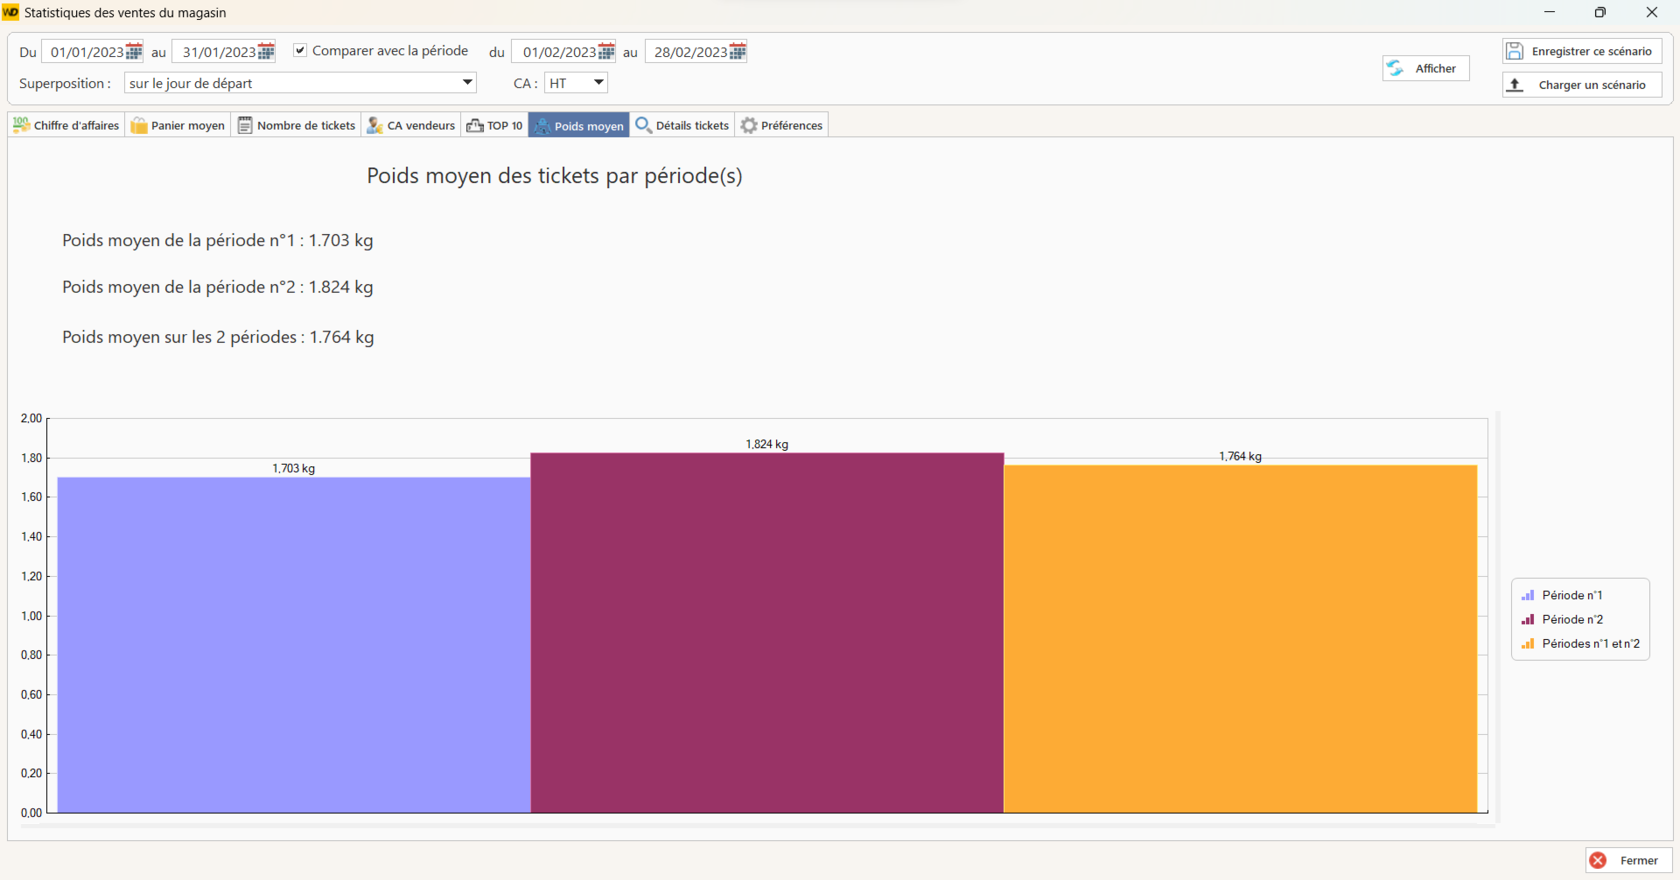 WD Statistiques des ventes du magasin
Du 01/01/2023 au 31/01/2023 Comparer avec la période du 01/02/2023 au 28/02/2023
Superposition : sur le jour de départ CA : HT
Afficher
Enregistrer ce scénario
Charger un scénario
100 Chiffre d'affaires Panier moyen Nombre de tickets CA vendeurs TOP 10 Poids moyen Détails tickets Préférences
Poids moyen des tickets par période(s)
Poids moyen de la période n°1 : 1.703 kg
Poids moyen de la période n°2 : 1.824 kg
Poids moyen sur les 2 périodes : 1.764 kg
2,00
1,80
1,60
1,40
1,20
1,00
0,80
0,60
0,40
0,20
0,00
1,703 kg
1,824 kg
1,764 kg
Période n°1
Période n°2
Périodes n°1 et n°2
Fermer